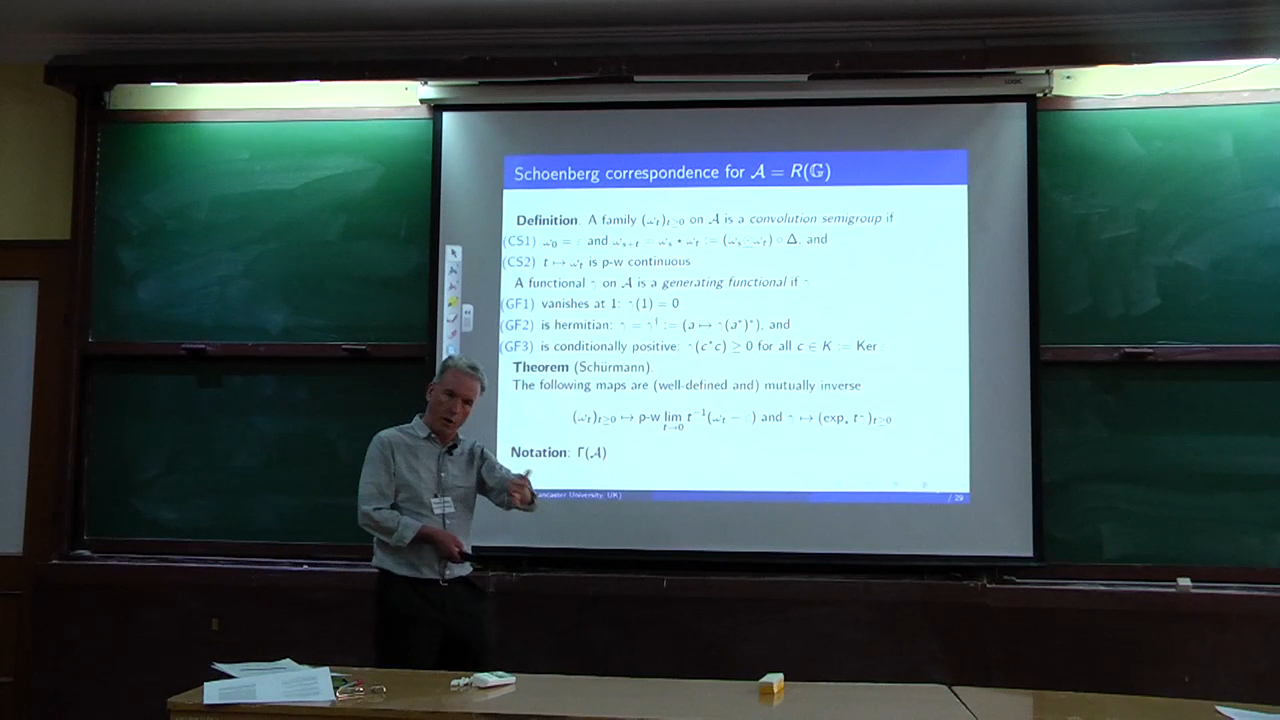 Schoenberg correspondence for 𝒜 = R(𝔾)
Definition. A family (ω_t)_{t≥0} on 𝒜 is a convolution semigroup if
(CS1) ω_0 = ε and ω_{s+t} = ω_s ⋆ ω_t := (ω_s ⊗ ω_t) ∘ Δ, and
(CS2) t ↦ ω_t is p-w continuous
A functional γ on 𝒜 is a generating functional if γ
(GF1) vanishes at 1: γ(1) = 0
(GF2) is hermitian: γ = γ† := (a ↦ γ(a*)*), and
(GF3) is conditionally positive: γ(c*c) ≥ 0 for all c ∈ K := Ker
Theorem (Schürmann).
The following maps are (well-defined and) mutually inverse
(ω_t)_{t≥0} ↦ p-w lim_{t→0} t⁻¹(ω_t − ε) and γ ↦ (exp⋆ tγ)_{t≥0}
Notation: Γ(𝒜)
Lancaster University, UK)
/ 29